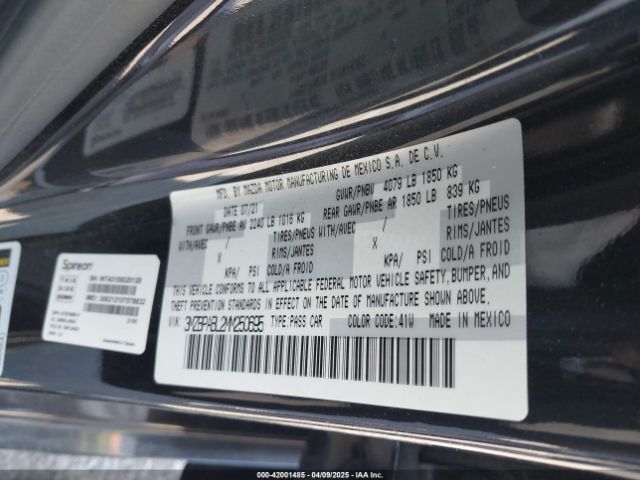 MFD. BY MAZDA MOTOR MANUFACTURING DE MEXICO S.A. DE C.V.
DATE 07/21 GVWR/PNBV 4079 LB 1850 KG
FRONT GAWR/PNBE AV 2240 LB 1016 KG REAR GAWR/PNBE AR 1850 LB 839 KG
WITH/AVEC / TIRES/PNEUS WITH/AVEC / TIRES/PNEUS
X RIMS/JANTES X RIMS/JANTES
KPA/ PSI COLD/A FROID KPA/ PSI COLD/A FROID
THIS VEHICLE CONFORMS TO ALL APPLICABLE FEDERAL MOTOR VEHICLE SAFETY, BUMPER, AND
THEFT PREVENTION STANDARDS IN EFFECT ON THE DATE OF MANUFACTURE SHOWN ABOVE.
VIN: 3MZBPABL2MM250695 TYPE:PASS CAR COLOR CODE:41W MADE IN MEXICO
Spireon
000-42001485 - 04/09/2025 - IAA Inc.